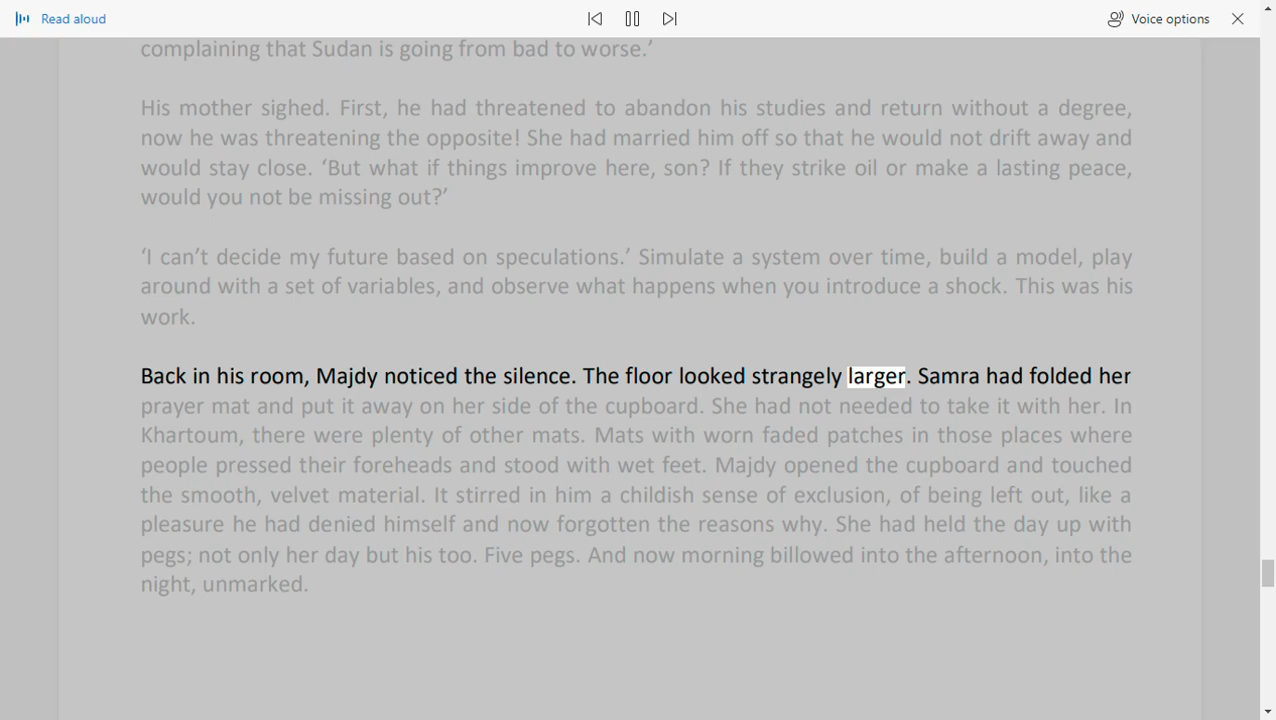 Read aloud
Voice options
complaining that Sudan is going from bad to worse.’
His mother sighed. First, he had threatened to abandon his studies and return without a degree,
now he was threatening the opposite! She had married him off so that he would not drift away and
would stay close. ‘But what if things improve here, son? If they strike oil or make a lasting peace,
would you not be missing out?’
‘I can’t decide my future based on speculations.’ Simulate a system over time, build a model, play
around with a set of variables, and observe what happens when you introduce a shock. This was his
work.
Back in his room, Majdy noticed the silence. The floor looked strangely larger. Samra had folded her
prayer mat and put it away on her side of the cupboard. She had not needed to take it with her. In
Khartoum, there were plenty of other mats. Mats with worn faded patches in those places where
people pressed their foreheads and stood with wet feet. Majdy opened the cupboard and touched
the smooth, velvet material. It stirred in him a childish sense of exclusion, of being left out, like a
pleasure he had denied himself and now forgotten the reasons why. She had held the day up with
pegs; not only her day but his too. Five pegs. And now morning billowed into the afternoon, into the
night, unmarked.